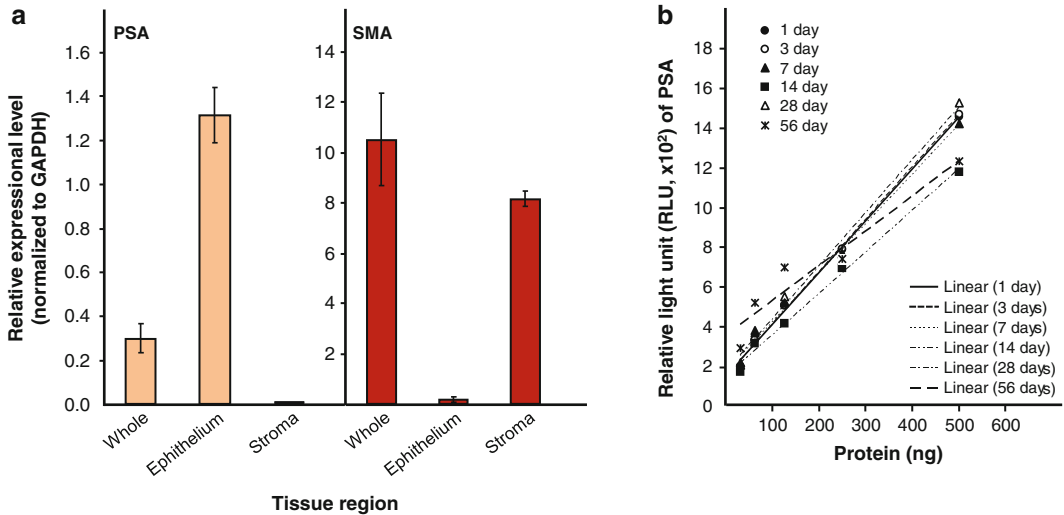 a
PSA
SMA
Relative expressional level
(normalized to GAPDH)
1.6
1.4
1.2
1.0
0.8
0.6
0.4
0.2
0.0
14
12
10
8
6
4
2
Whole
Ephithelium
Stroma
Whole
Ephithelium
Stroma
Tissue region
b
Relative light unit (RLU, x10²) of PSA
20
18
16
14
12
10
8
6
4
2
0
1 day
3 day
7 day
14 day
28 day
56 day
Linear (1 day)
Linear (3 days)
Linear (7 days)
Linear (14 day)
Linear (28 days)
Linear (56 days)
100 200 300 400 500 600
Protein (ng)